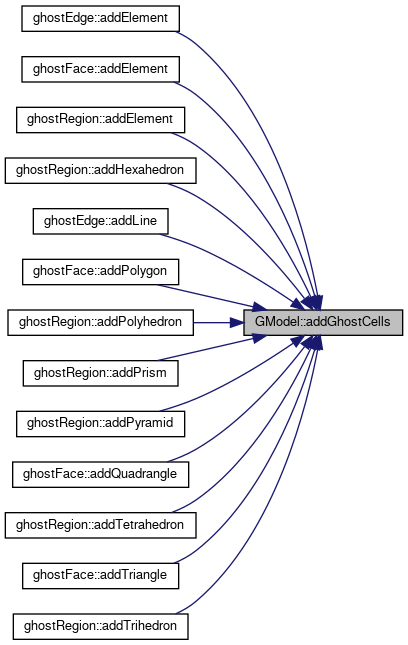 ghostEdge::addElement
ghostFace::addElement
ghostRegion::addElement
ghostRegion::addHexahedron
ghostEdge::addLine
ghostFace::addPolygon
ghostRegion::addPolyhedron
GModel::addGhostCells
ghostRegion::addPrism
ghostRegion::addPyramid
ghostFace::addQuadrangle
ghostRegion::addTetrahedron
ghostFace::addTriangle
ghostRegion::addTrihedron